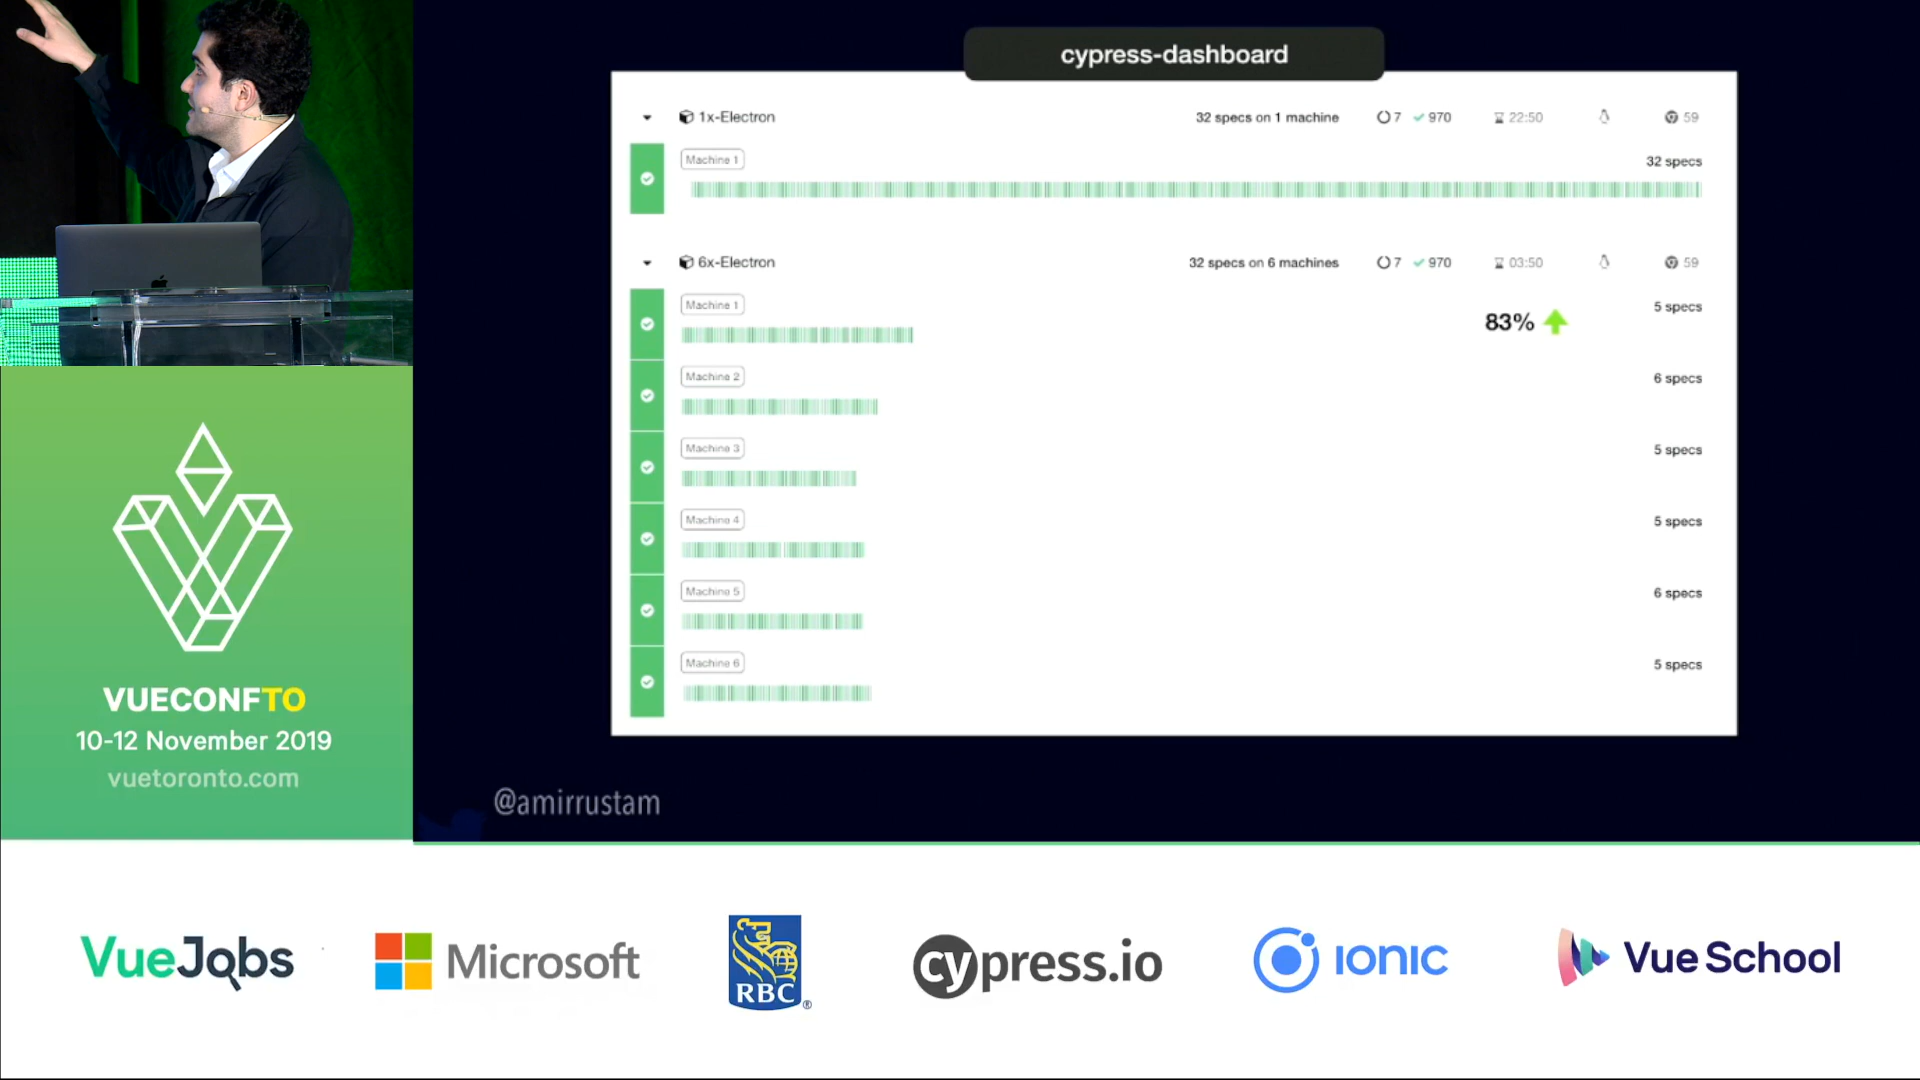 cypress-dashboard
1x-Electron 32 specs on 1 machine 7 970 22:50 59
Machine 1 32 specs
6x-Electron 32 specs on 6 machines 7 970 03:50 59
Machine 1 5 specs
83%
Machine 2 6 specs
Machine 3 5 specs
Machine 4 5 specs
Machine 5 6 specs
Machine 6 5 specs
@amirrustam
VUECONFTO
10-12 November 2019
vuetoronto.com
VueJobs Microsoft RBC® cypress.io IONIC Vue School